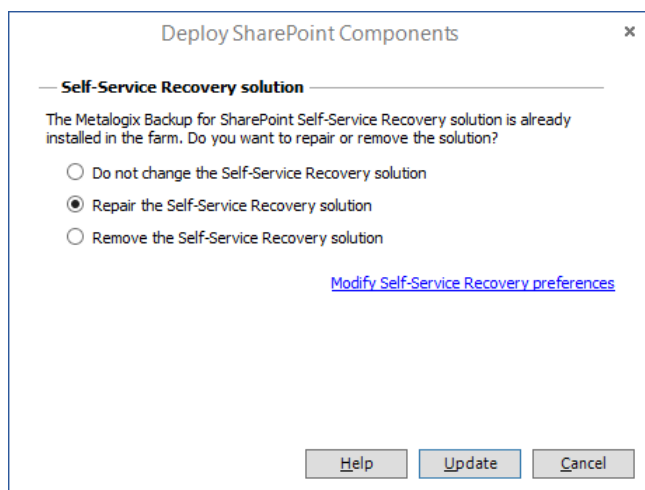 Deploy SharePoint Components
Self-Service Recovery solution
The Metalogix Backup for SharePoint Self-Service Recovery solution is already
installed in the farm. Do you want to repair or remove the solution?
Do not change the Self-Service Recovery solution
Repair the Self-Service Recovery solution
Remove the Self-Service Recovery solution
Modify Self-Service Recovery preferences
Help Update Cancel